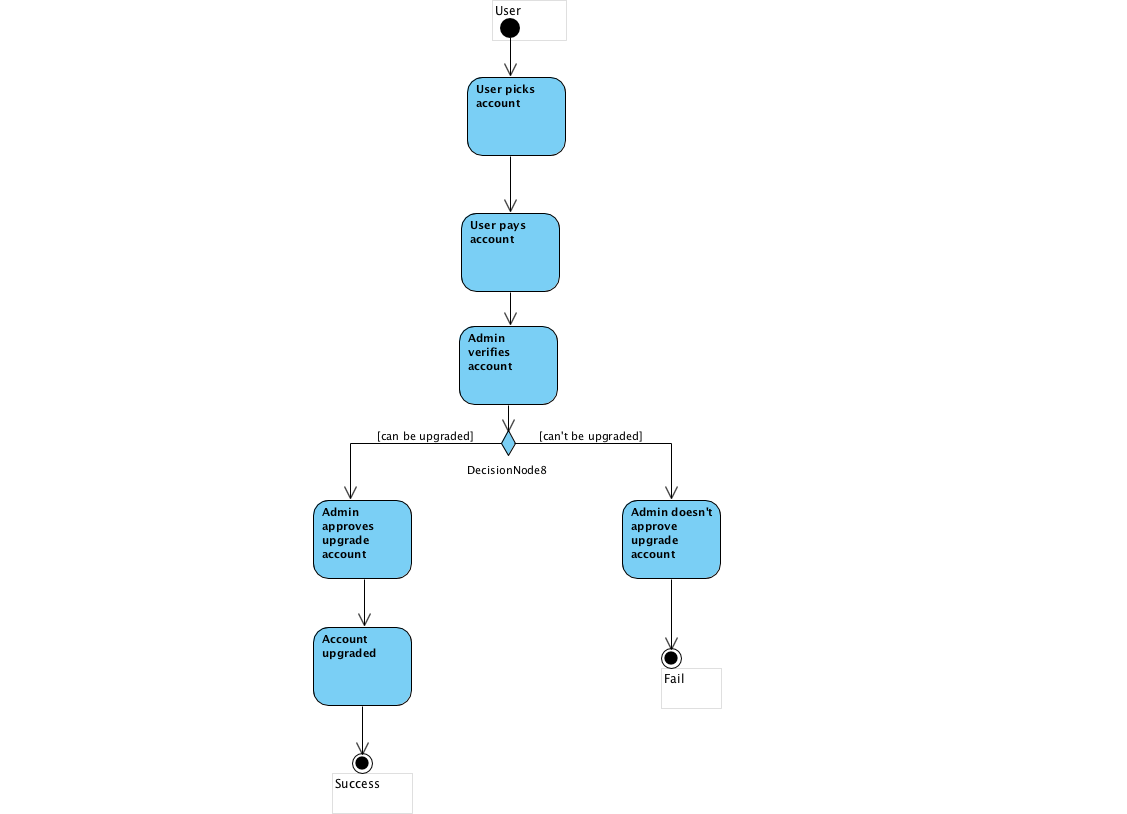 User
User picks
account
User pays
account
Admin
verifies
account
[can be upgraded]
[can't be upgraded]
DecisionNode8
Admin
approves
upgrade
account
Admin doesn't
approve
upgrade
account
Account
upgraded
Fail
Success